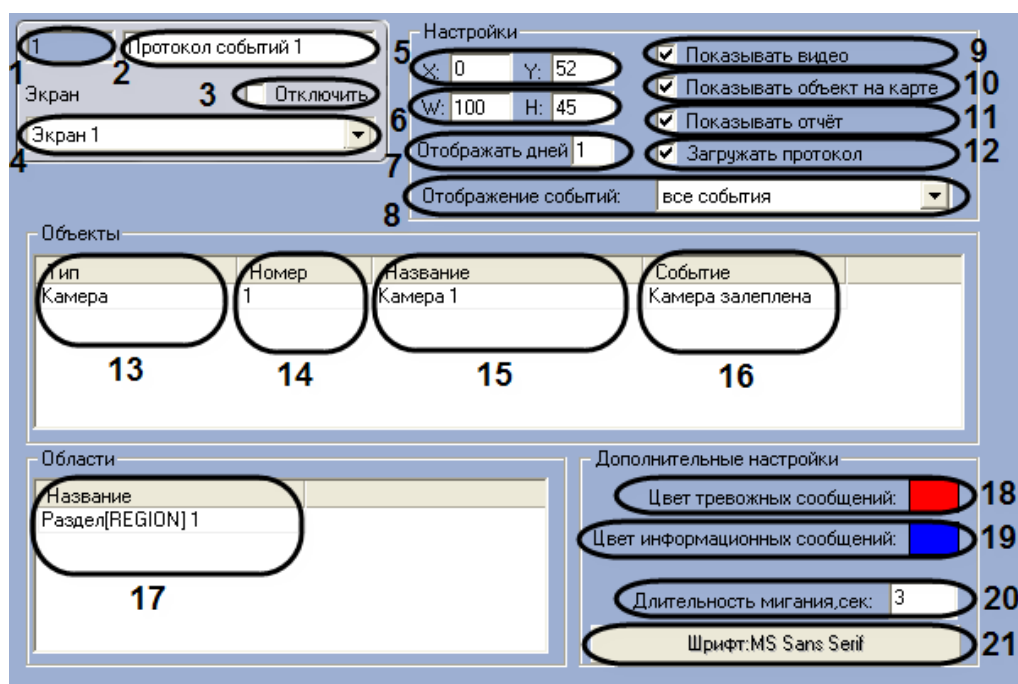 1 Протокол событий 1
1 2
Экран 3 Отключить
Экран 1
4
Настройки
5 X: 0 Y: 52
6 W: 100 H: 45
7 Отображать дней 1
8 Отображение событий: все события
Показывать видео 9
Показывать объект на карте 10
Показывать отчёт 11
Загружать протокол 12
Объекты
Тип Номер Название Событие
Камера 1 Камера 1 Камера залеплена
13 14 15 16
Области
Название
Раздел[REGION] 1
17
Дополнительные настройки
Цвет тревожных сообщений: 18
Цвет информационных сообщений: 19
Длительность мигания,сек: 3 20
Шрифт:MS Sans Serif 21